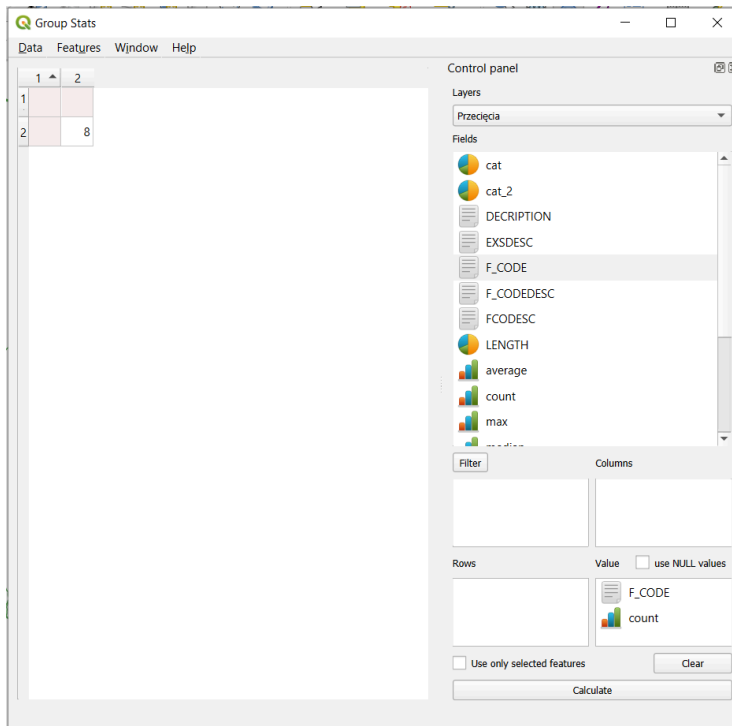 Group Stats
Data Features Window Help
1 2
1
2 8
Control panel
Layers
Przecięcia
Fields
cat
cat_2
DECRIPTION
EXSDESC
F_CODE
F_CODEDESC
FCODESC
LENGTH
average
count
max
median
Filter Columns
Rows Value use NULL values
F_CODE
count
Use only selected features Clear
Calculate